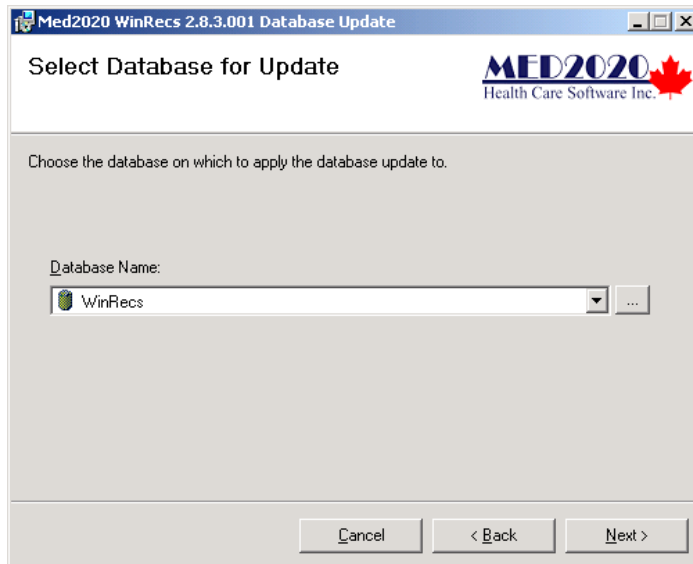 Med2020 WinRecs 2.8.3.001 Database Update
Select Database for Update
MED2020
Health Care Software Inc.
Choose the database on which to apply the database update to.
Database Name:
WinRecs
...
Cancel
< Back
Next >